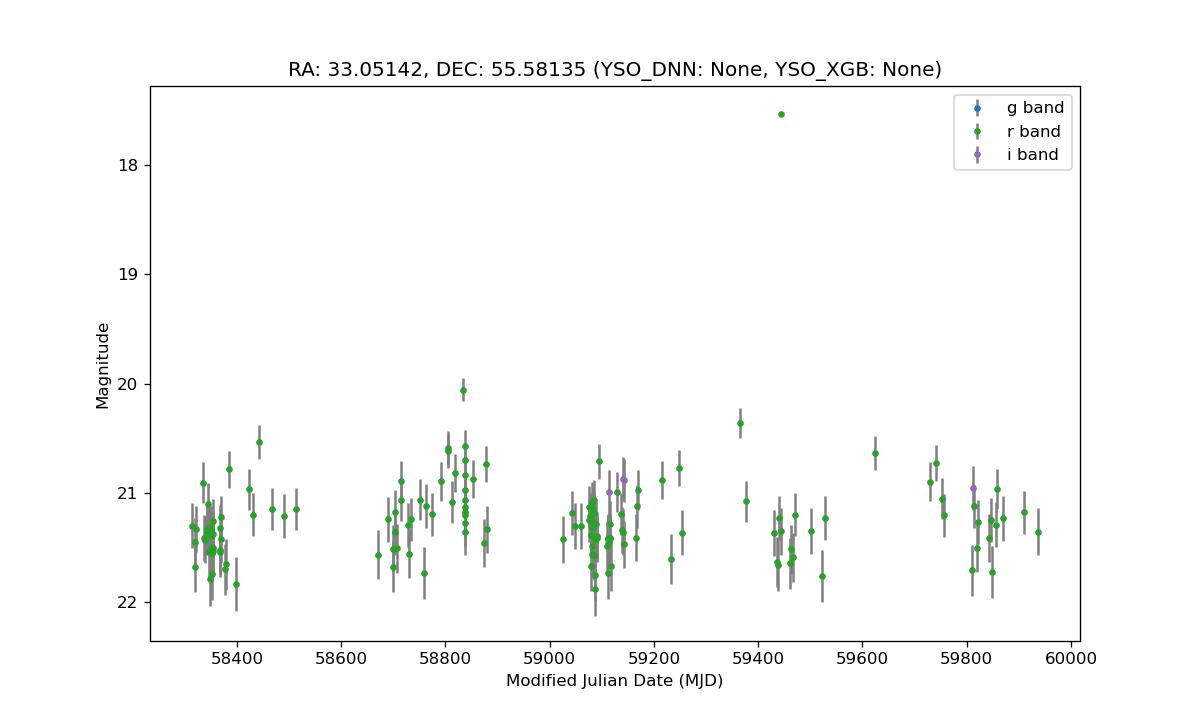 RA: 33.05142, DEC: 55.58135 (YSO_DNN: None, YSO_XGB: None)
g band
r band
i band
18
19
20
21
22
Magnitude
58400 58600 58800 59000 59200 59400 59600 59800 60000
Modified Julian Date (MJD)